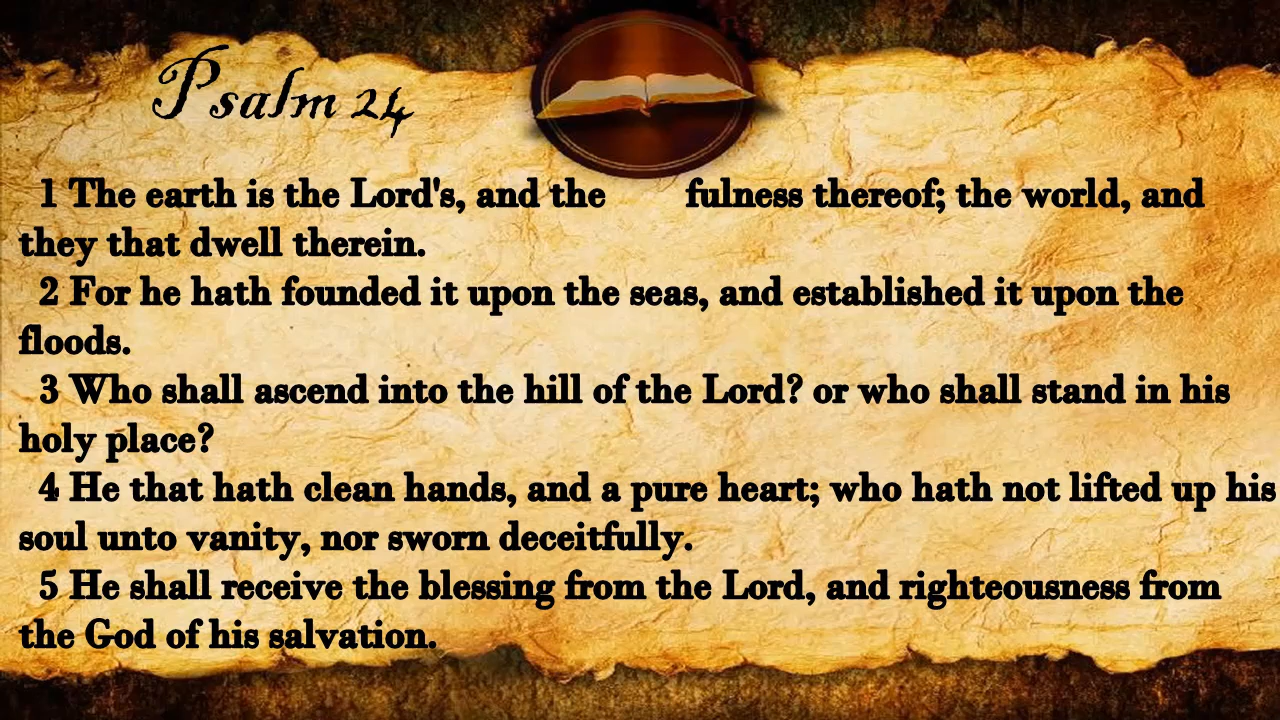 Psalm 24
1 The earth is the Lord's, and the fulness thereof; the world, and
they that dwell therein.
2 For he hath founded it upon the seas, and established it upon the
floods.
3 Who shall ascend into the hill of the Lord? or who shall stand in his
holy place?
4 He that hath clean hands, and a pure heart; who hath not lifted up his
soul unto vanity, nor sworn deceitfully.
5 He shall receive the blessing from the Lord, and righteousness from
the God of his salvation.